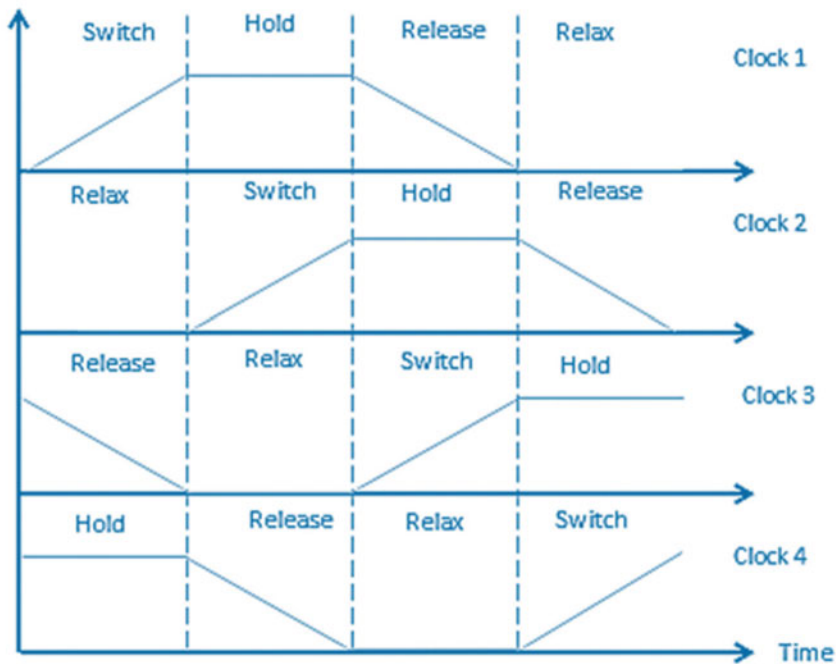 Switch Hold Release Relax
Clock 1
Relax Switch Hold Release
Clock 2
Release Relax Switch Hold
Clock 3
Hold Release Relax Switch
Clock 4
Time